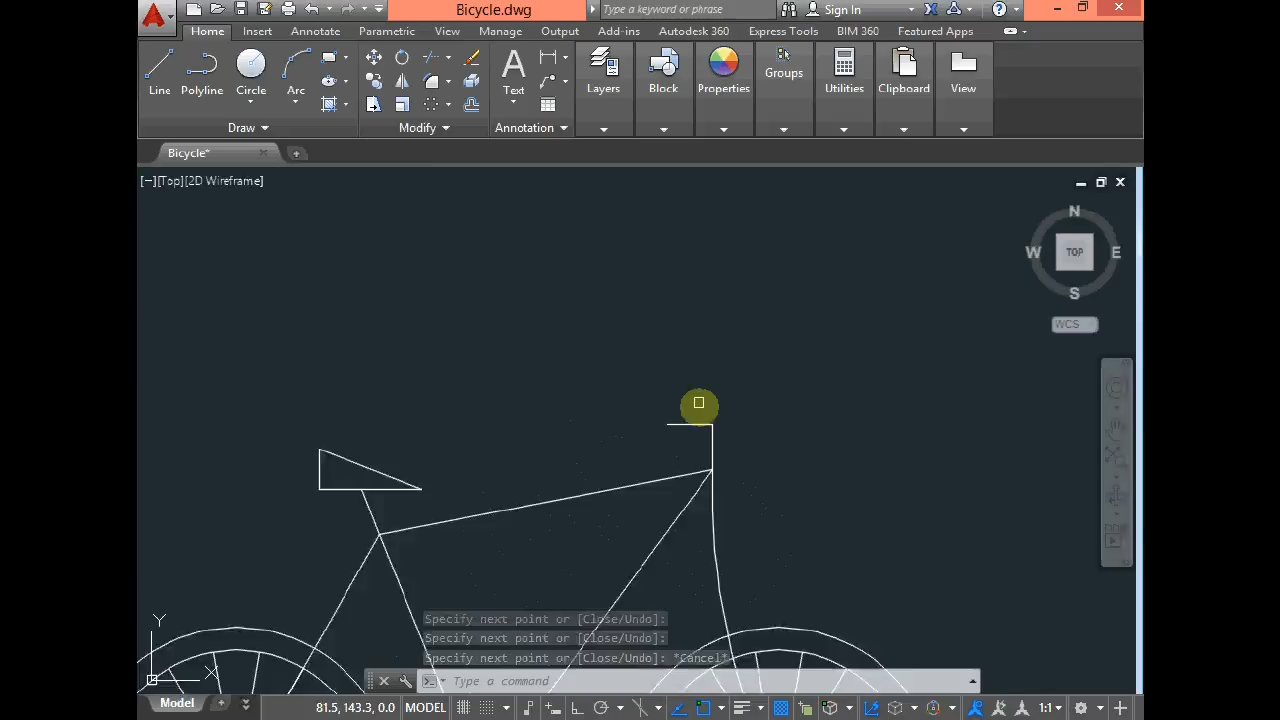 Bicycle.dwg
Type a keyword or phrase
Sign In
Home Insert Annotate Parametric View Manage Output Add-ins Autodesk 360 Express Tools BIM 360 Featured Apps
Line Polyline Circle Arc
Text
Layers Block Properties Groups Utilities Clipboard View
Draw Modify Annotation
Bicycle*
[−][Top][2D Wireframe]
N
W TOP E
S
WCS
Specify next point or [Close/Undo]:
Specify next point or [Close/Undo]:
Specify next point or [Close/Undo]: *Cancel*
Y
X
Type a command
Model
81.5, 143.3, 0.0 MODEL
1:1